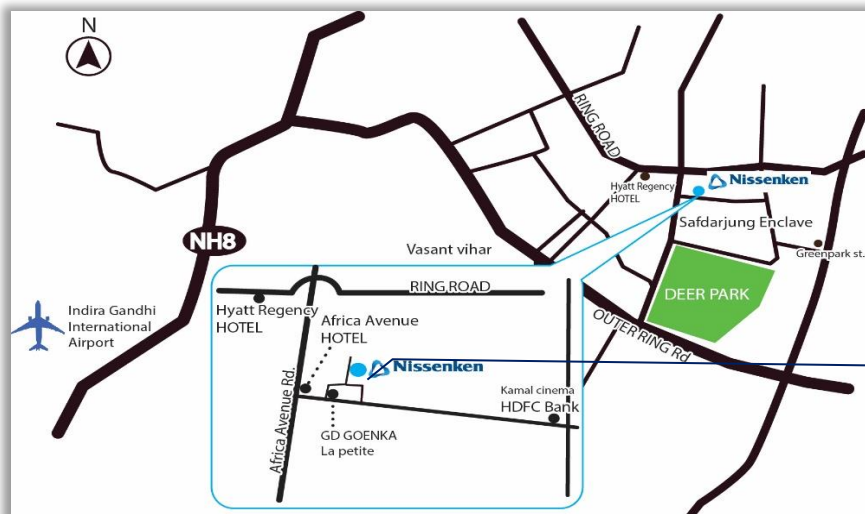 N
RING ROAD
Hyatt Regency
HOTEL
Nissenken
Safdarjung Enclave
Greenpark st.
NH8
Vasant vihar
DEER PARK
OUTER RING Rd
Indira Gandhi
International
Airport
RING ROAD
Hyatt Regency
HOTEL
Africa Avenue
HOTEL
Nissenken
Kamal cinema
HDFC Bank
Africa Avenue Rd.
GD GOENKA
La petite